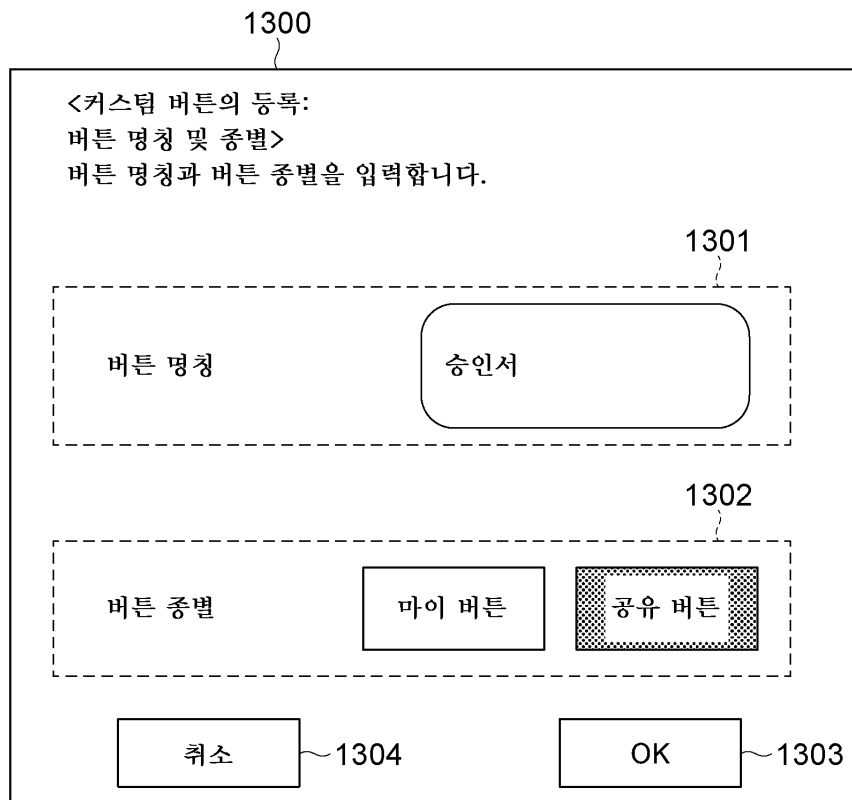 1300
<커스텀 버튼의 등록:
버튼 명칭 및 종별>
버튼 명칭과 버튼 종별을 입력합니다.
1301
버튼 명칭 승인서
1302
버튼 종별 마이 버튼 공유 버튼
취소 1304 OK 1303